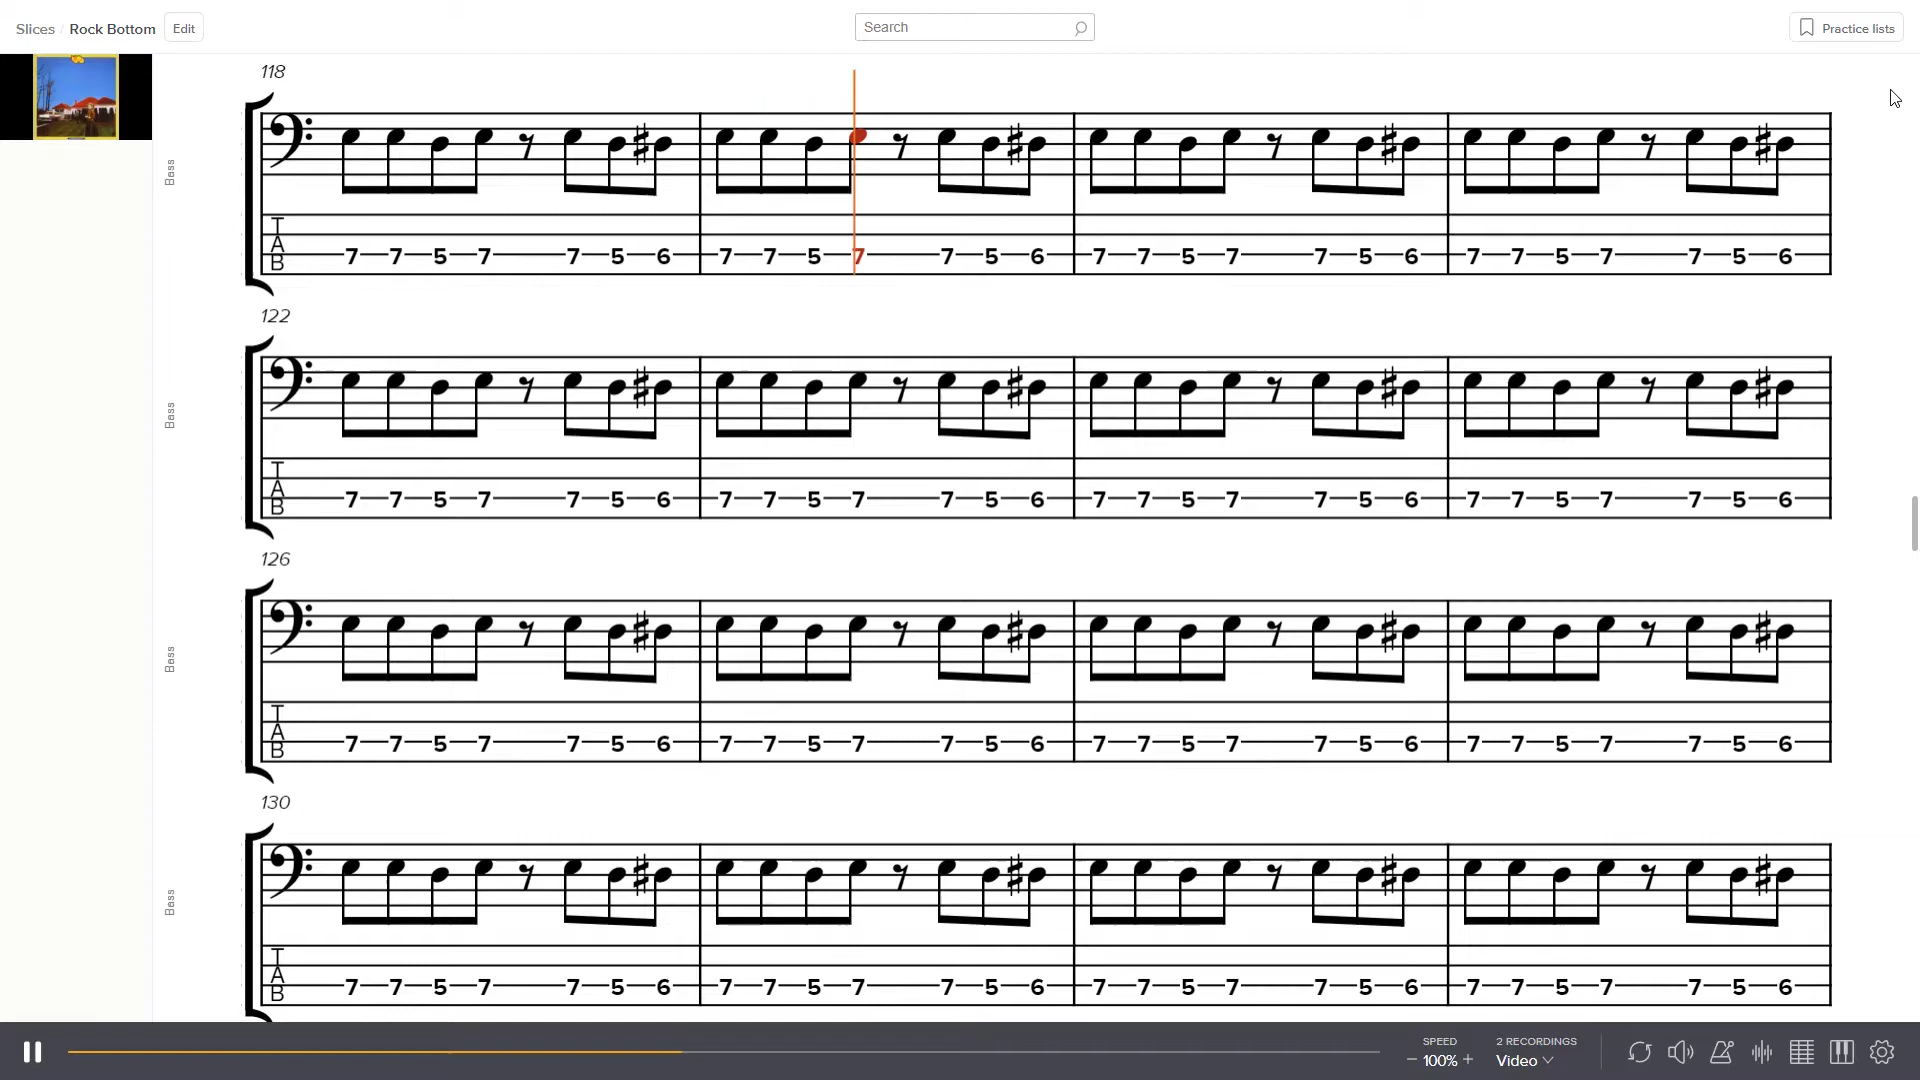 Slices / Rock Bottom Edit
Search
Practice lists
118
Bass
T
A
B
7 7 5 7 7 5 6 7 7 5 7 7 5 6 7 7 5 7 7 5 6 7 7 5 7 7 5 6
122
Bass
T
A
B
7 7 5 7 7 5 6 7 7 5 7 7 5 6 7 7 5 7 7 5 6 7 7 5 7 7 5 6
126
Bass
T
A
B
7 7 5 7 7 5 6 7 7 5 7 7 5 6 7 7 5 7 7 5 6 7 7 5 7 7 5 6
130
Bass
T
A
B
7 7 5 7 7 5 6 7 7 5 7 7 5 6 7 7 5 7 7 5 6 7 7 5 7 7 5 6
SPEED
− 100% +
2 RECORDINGS
Video